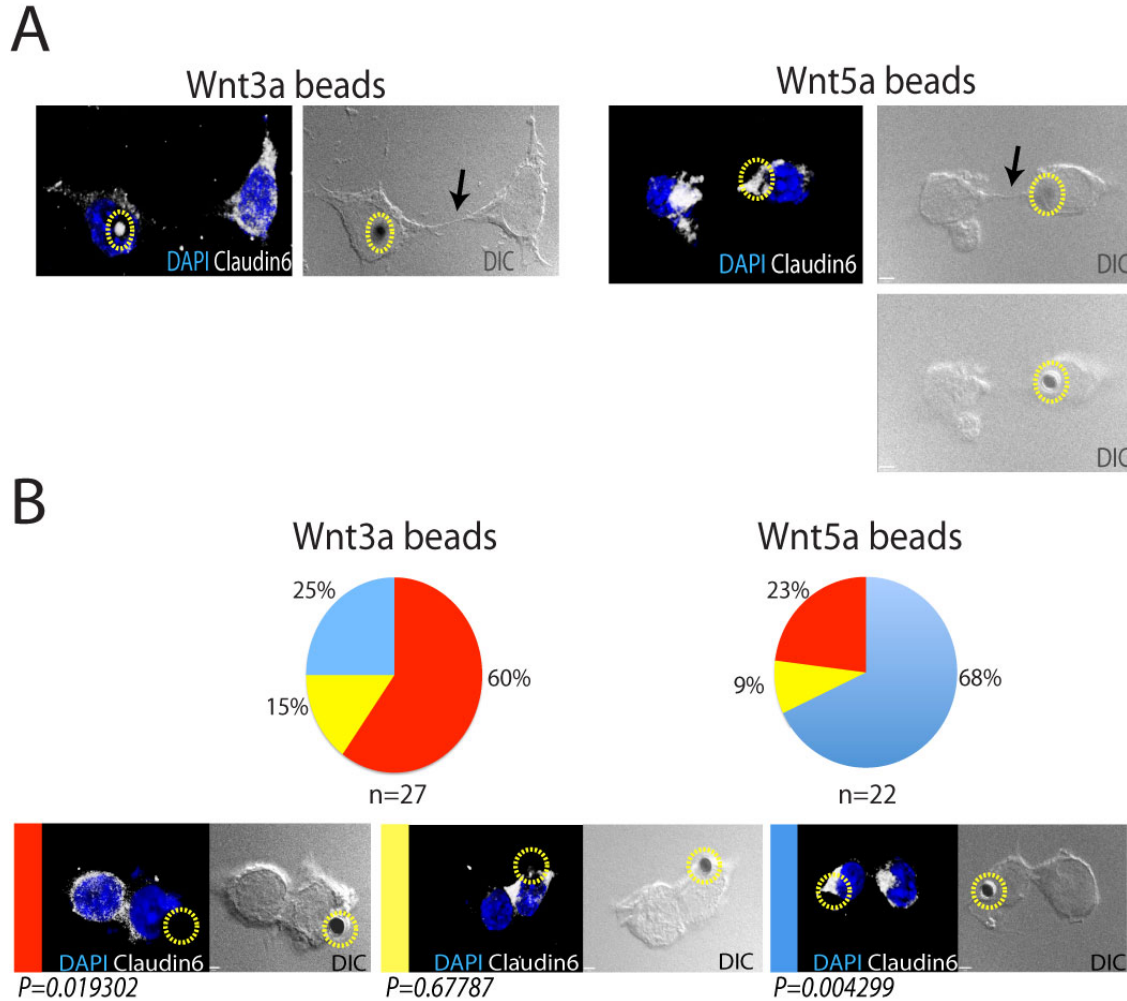 A
Wnt3a beads
Wnt5a beads
DAPI Claudin6
DIC
DAPI Claudin6
DIC
DIC
B
Wnt3a beads
Wnt5a beads
25%
60%
15%
n=27
23%
68%
9%
n=22
DAPI Claudin6
DIC
DAPI Claudin6
DIC
DAPI Claudin6
DIC
P=0.019302
P=0.67787
P=0.004299